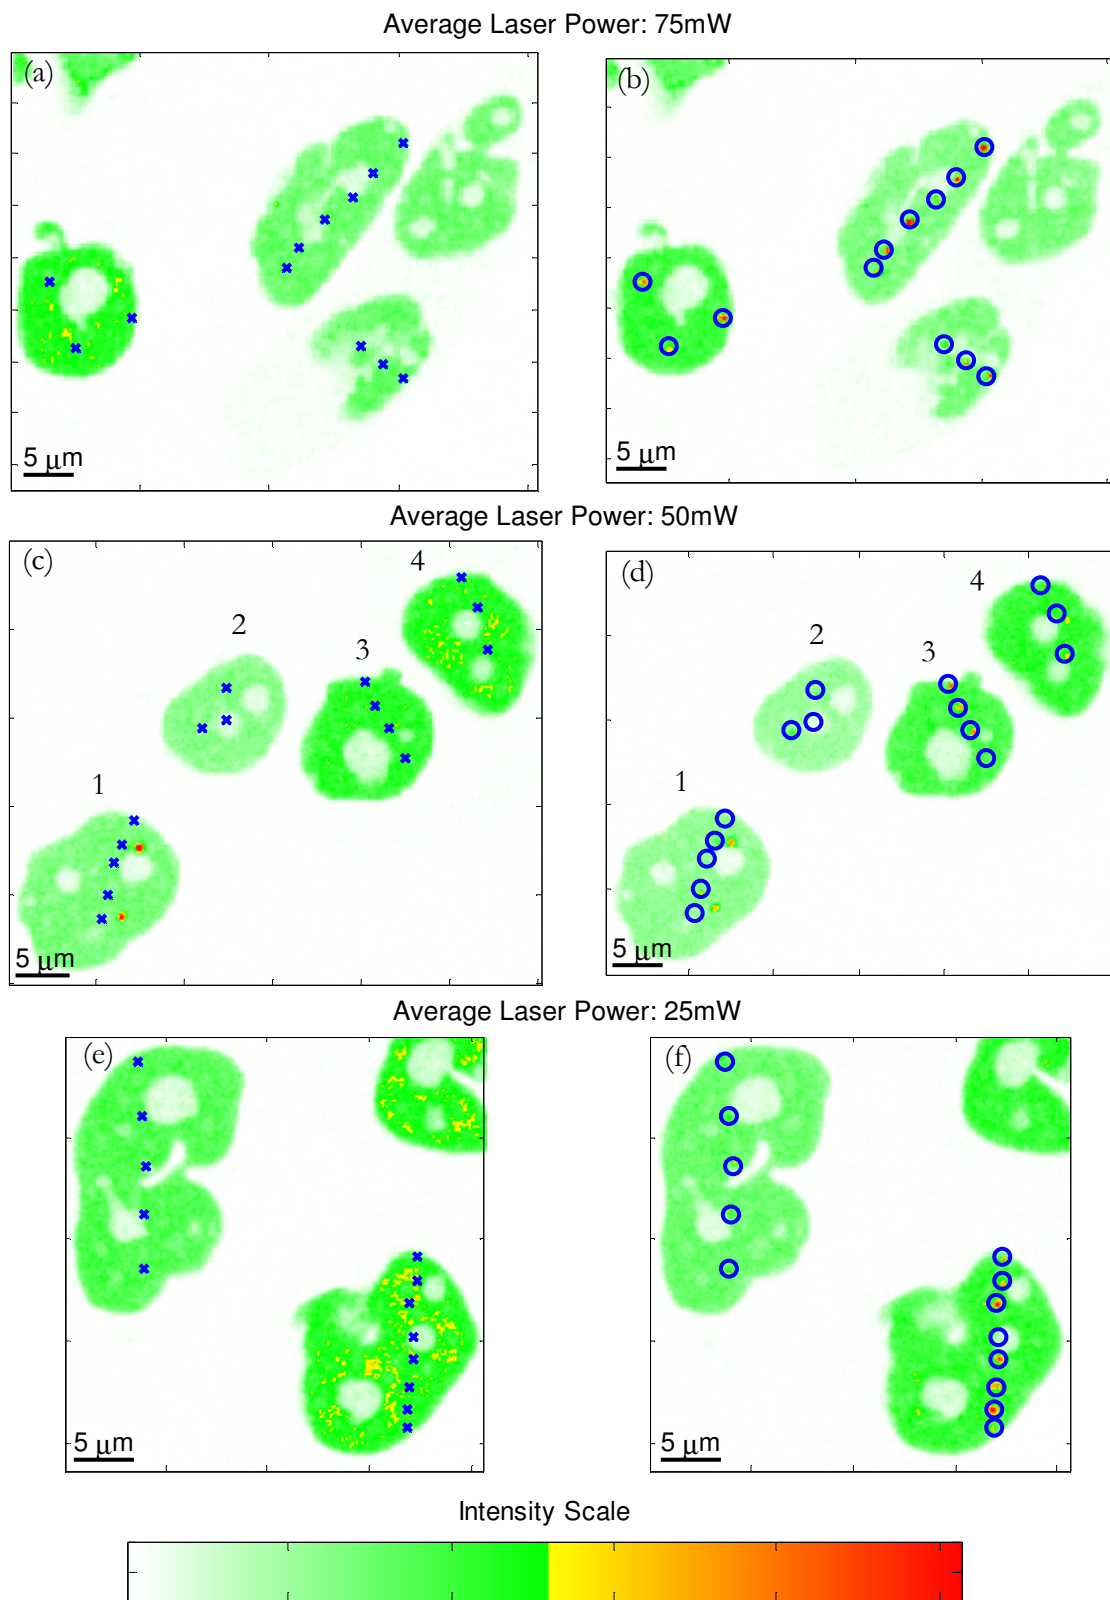 Average Laser Power: 75mW
(a)
(b)
5 μm
5 μm
Average Laser Power: 50mW
(c)
4
2
3
1
5 μm
(d)
4
2
3
1
5 μm
Average Laser Power: 25mW
(e)
(f)
5 μm
5 μm
Intensity Scale